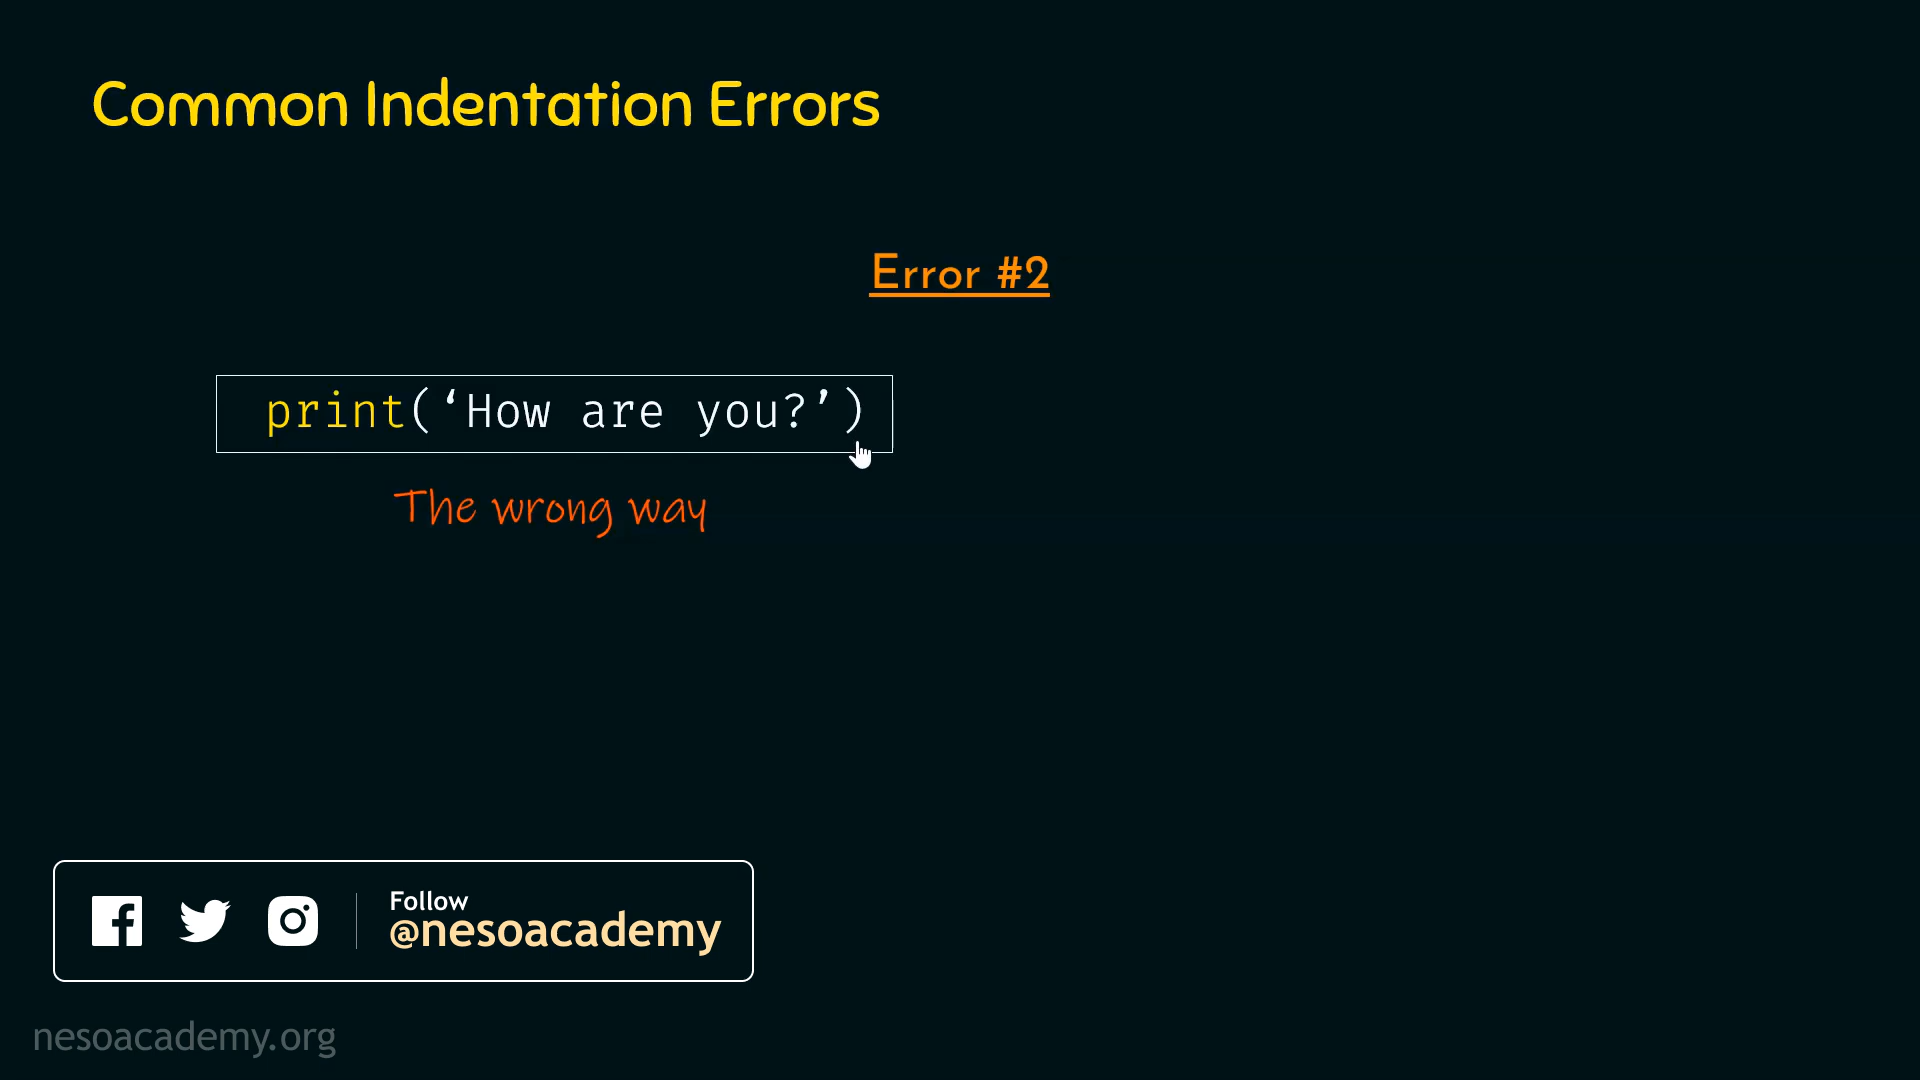 Common Indentation Errors
Error #2
print(‘How are you?’)
The wrong way
Follow
@nesoacademy
nesoacademy.org